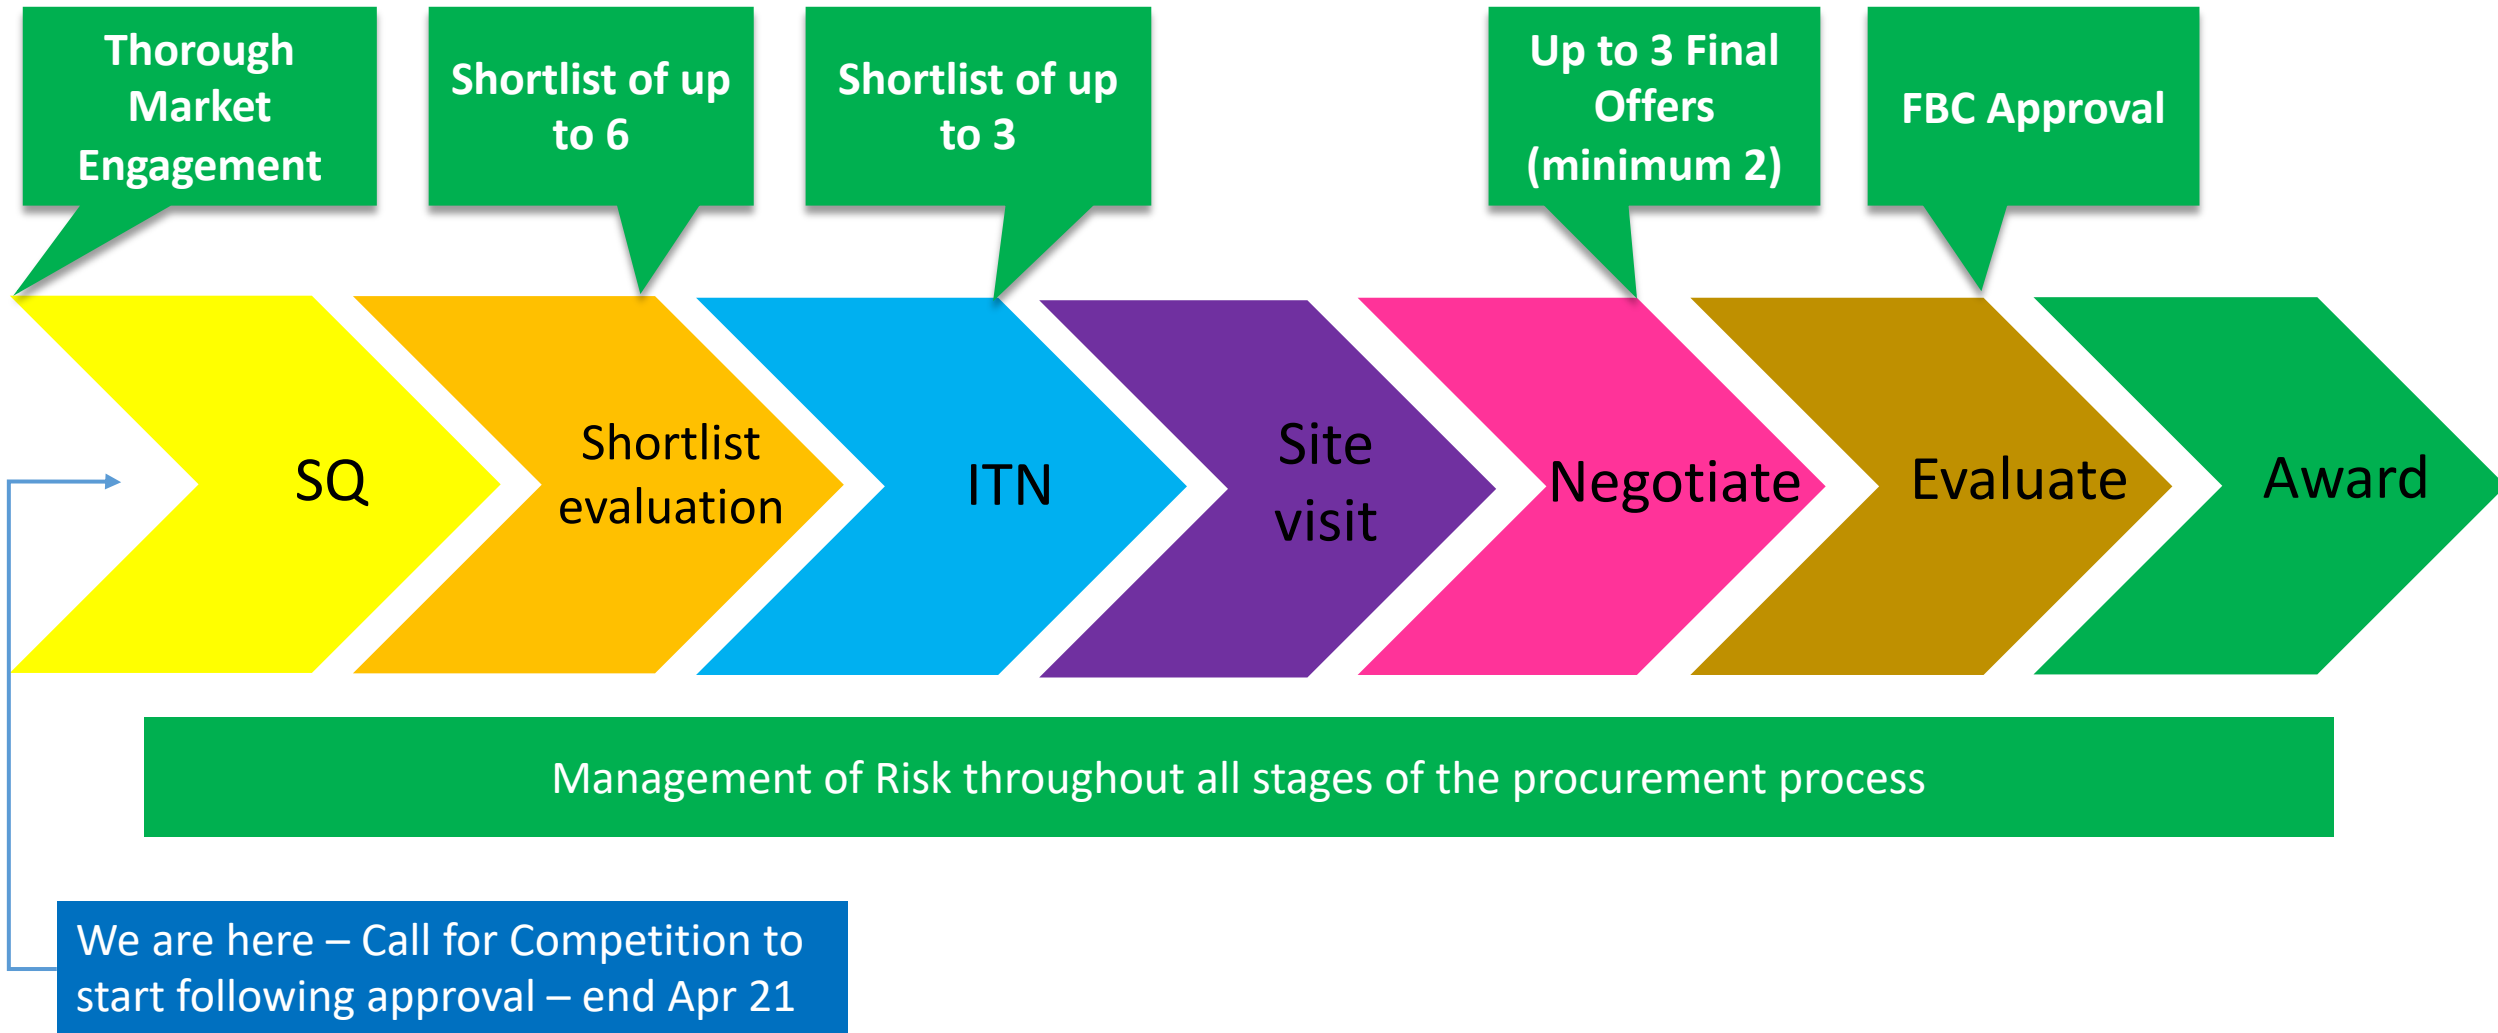 Thorough
Market
Engagement
Shortlist of up
to 6
Shortlist of up
to 3
Up to 3 Final
Offers
(minimum 2)
FBC Approval
SQ
Shortlist
evaluation
ITN
Site
visit
Negotiate
Evaluate
Award
Management of Risk throughout all stages of the procurement process
We are here – Call for Competition to
start following approval – end Apr 21